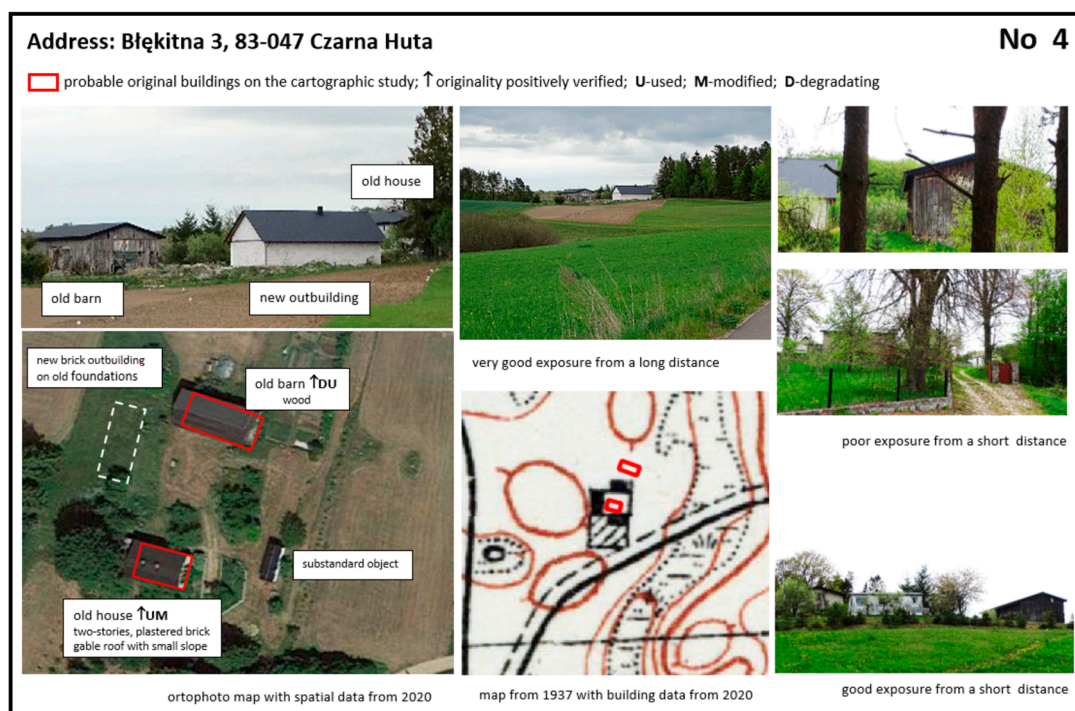 Address: Błękitna 3, 83-047 Czarna Huta
No 4
probable original buildings on the cartographic study; ↑ originality positively verified; U-used; M-modified; D-degradating
old house
old barn
new outbuilding
very good exposure from a long distance
new brick outbuilding
on old foundations
old barn ↑DU
wood
substandard object
old house ↑UM
two-stories, plastered brick
gable roof with small slope
ortophoto map with spatial data from 2020
map from 1937 with building data from 2020
poor exposure from a short distance
good exposure from a short distance